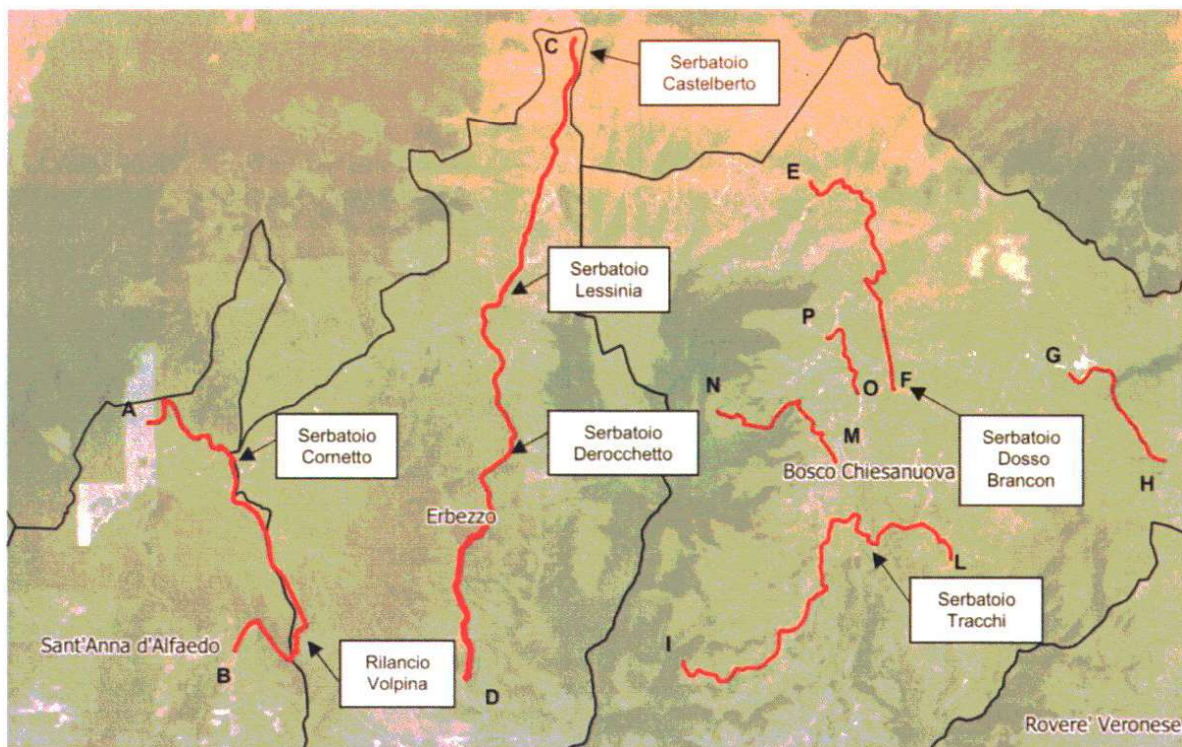 C
Serbatoio
Castelberto
E
Serbatoio
Lessinia
P
G
A
N
O
F
Serbatoio
Cornetto
Serbatoio
Derocchetto
M
Serbatoio
Dosso
Brancon
Bosco Chiesanuova
H
Erbezzo
L
Serbatoio
Tracchi
Sant'Anna d'Alfaedo
B
Rilancio
Volpina
I
D
Rovere' Veronese